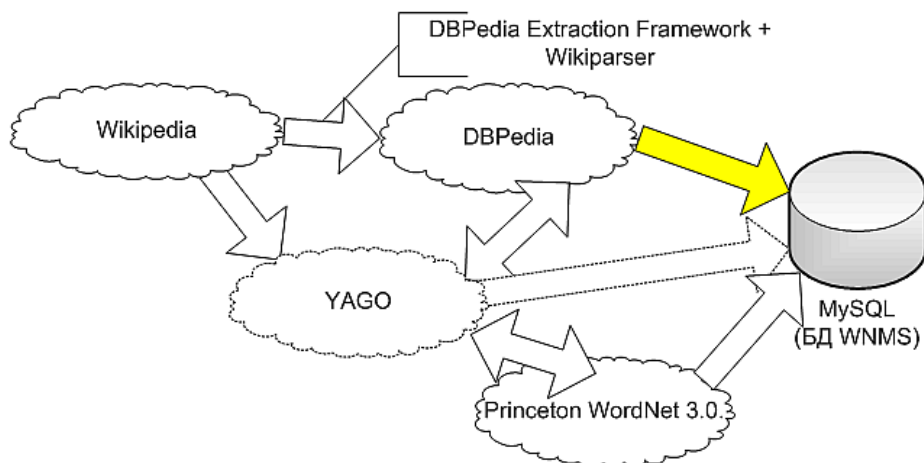 DBPedia Extraction Framework +
Wikiparser
Wikipedia
DBPedia
YAGO
MySQL
(БД WNMS)
Princeton WordNet 3.0.